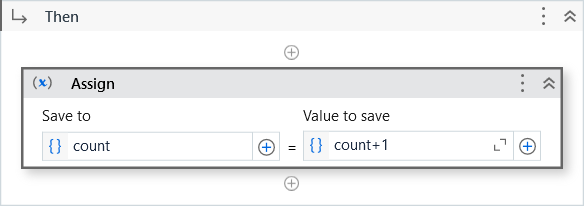 Then
(x) Assign
Save to Value to save
{} count = {} count+1